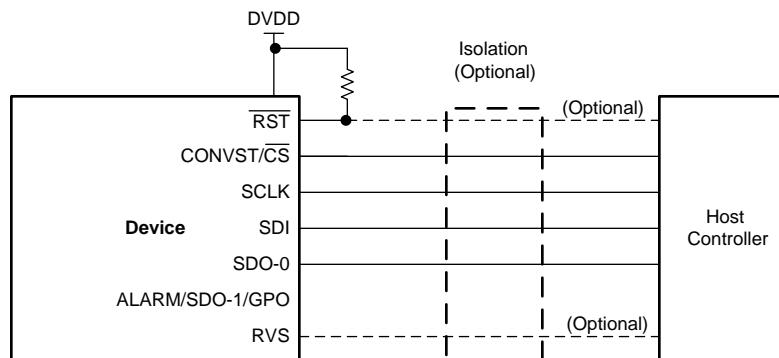 DVDD
Isolation
(Optional)
RST
(Optional)
CONVST/CS
SCLK
Device
SDI
Host
Controller
SDO-0
ALARM/SDO-1/GPO
RVS
(Optional)